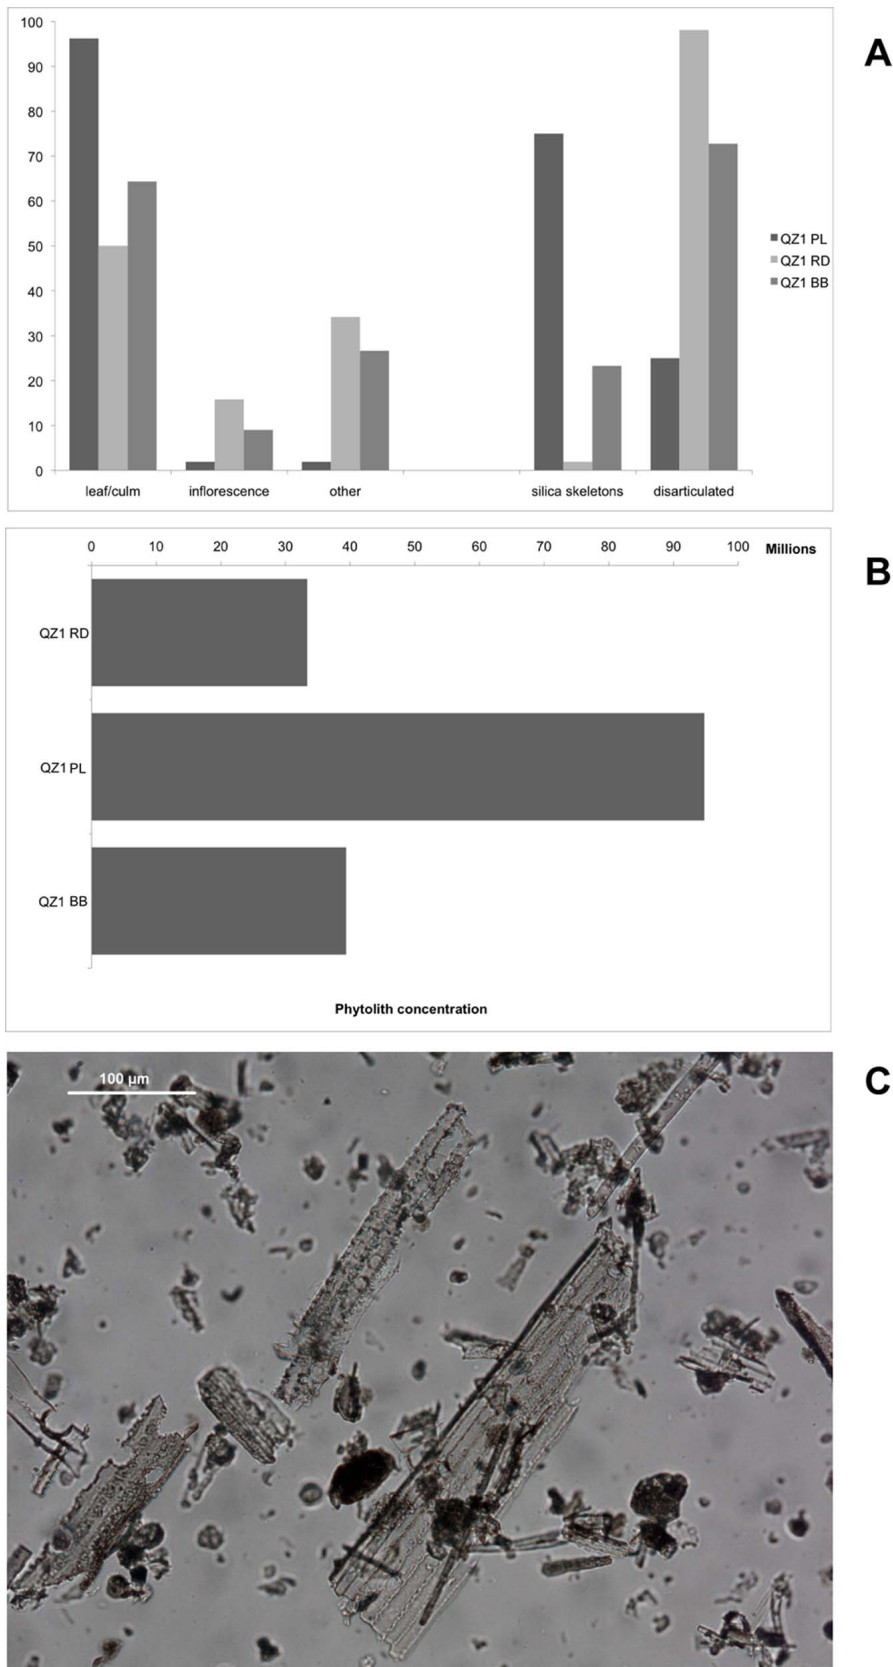 100
90
80
70
60
50
40
30
20
10
0
leaf/culm inflorescence other silica skeletons disarticulated
QZ1 PL
QZ1 RD
QZ1 BB
A
0 10 20 30 40 50 60 70 80 90 100 Millions
QZ1 RD
QZ1 PL
QZ1 BB
Phytolith concentration
B
100 µm
C